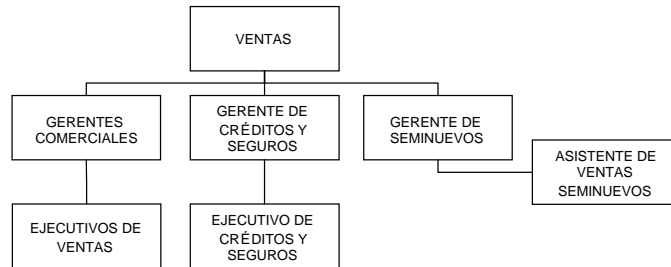 VENTAS
GERENTES
COMERCIALES
GERENTE DE
CRÉDITOS Y
SEGUROS
GERENTE DE
SEMINUEVOS
ASISTENTE DE
VENTAS
SEMINUEVOS
EJECUTIVOS DE
VENTAS
EJECUTIVO DE
CRÉDITOS Y
SEGUROS